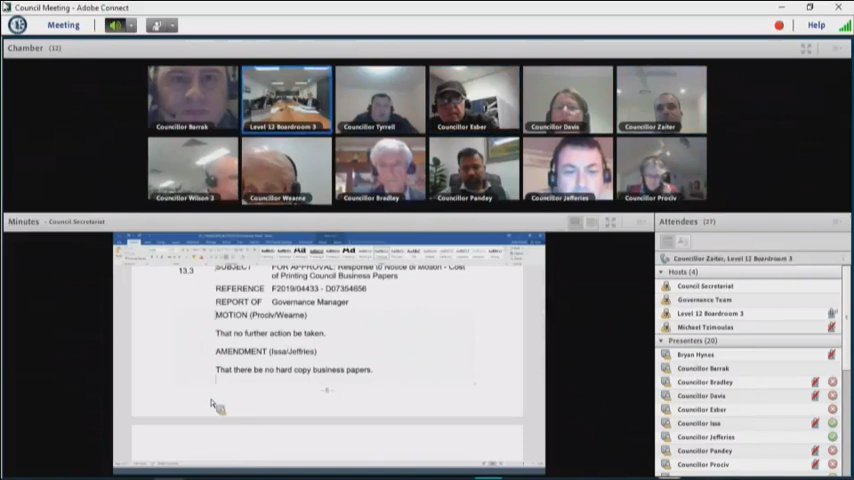 Council Meeting - Adobe Connect
Meeting
Help
Chamber (12)
Councillor Barrak
Level 12 Boardroom 3
Councillor Tyrrell
Councillor Esber
Councillor Davis
Councillor Zaiter
Councillor Wilson 2
Councillor Wearne
Councillor Bradley
Councillor Pandey
Councillor Jefferies
Councillor Prociv
Minutes - Council Secretariat
13.3
SUBJECT FOR APPROVAL: Response to Notice of Motion - Cost
of Printing Council Business Papers
REFERENCE F2019/04433 - D07354656
REPORT OF Governance Manager
MOTION (Prociv/Wearne)
That no further action be taken.
AMENDMENT (Issa/Jeffries)
That there be no hard copy business papers.
- 6 -
Attendees (27)
Councillor Zaiter, Level 12 Boardroom 3
Hosts (4)
Council Secretariat
Governance Team
Level 12 Boardroom 3
Michael Tzimoulas
Presenters (20)
Bryan Hynes
Councillor Barrak
Councillor Bradley
Councillor Davis
Councillor Esber
Councillor Issa
Councillor Jefferies
Councillor Pandey
Councillor Prociv